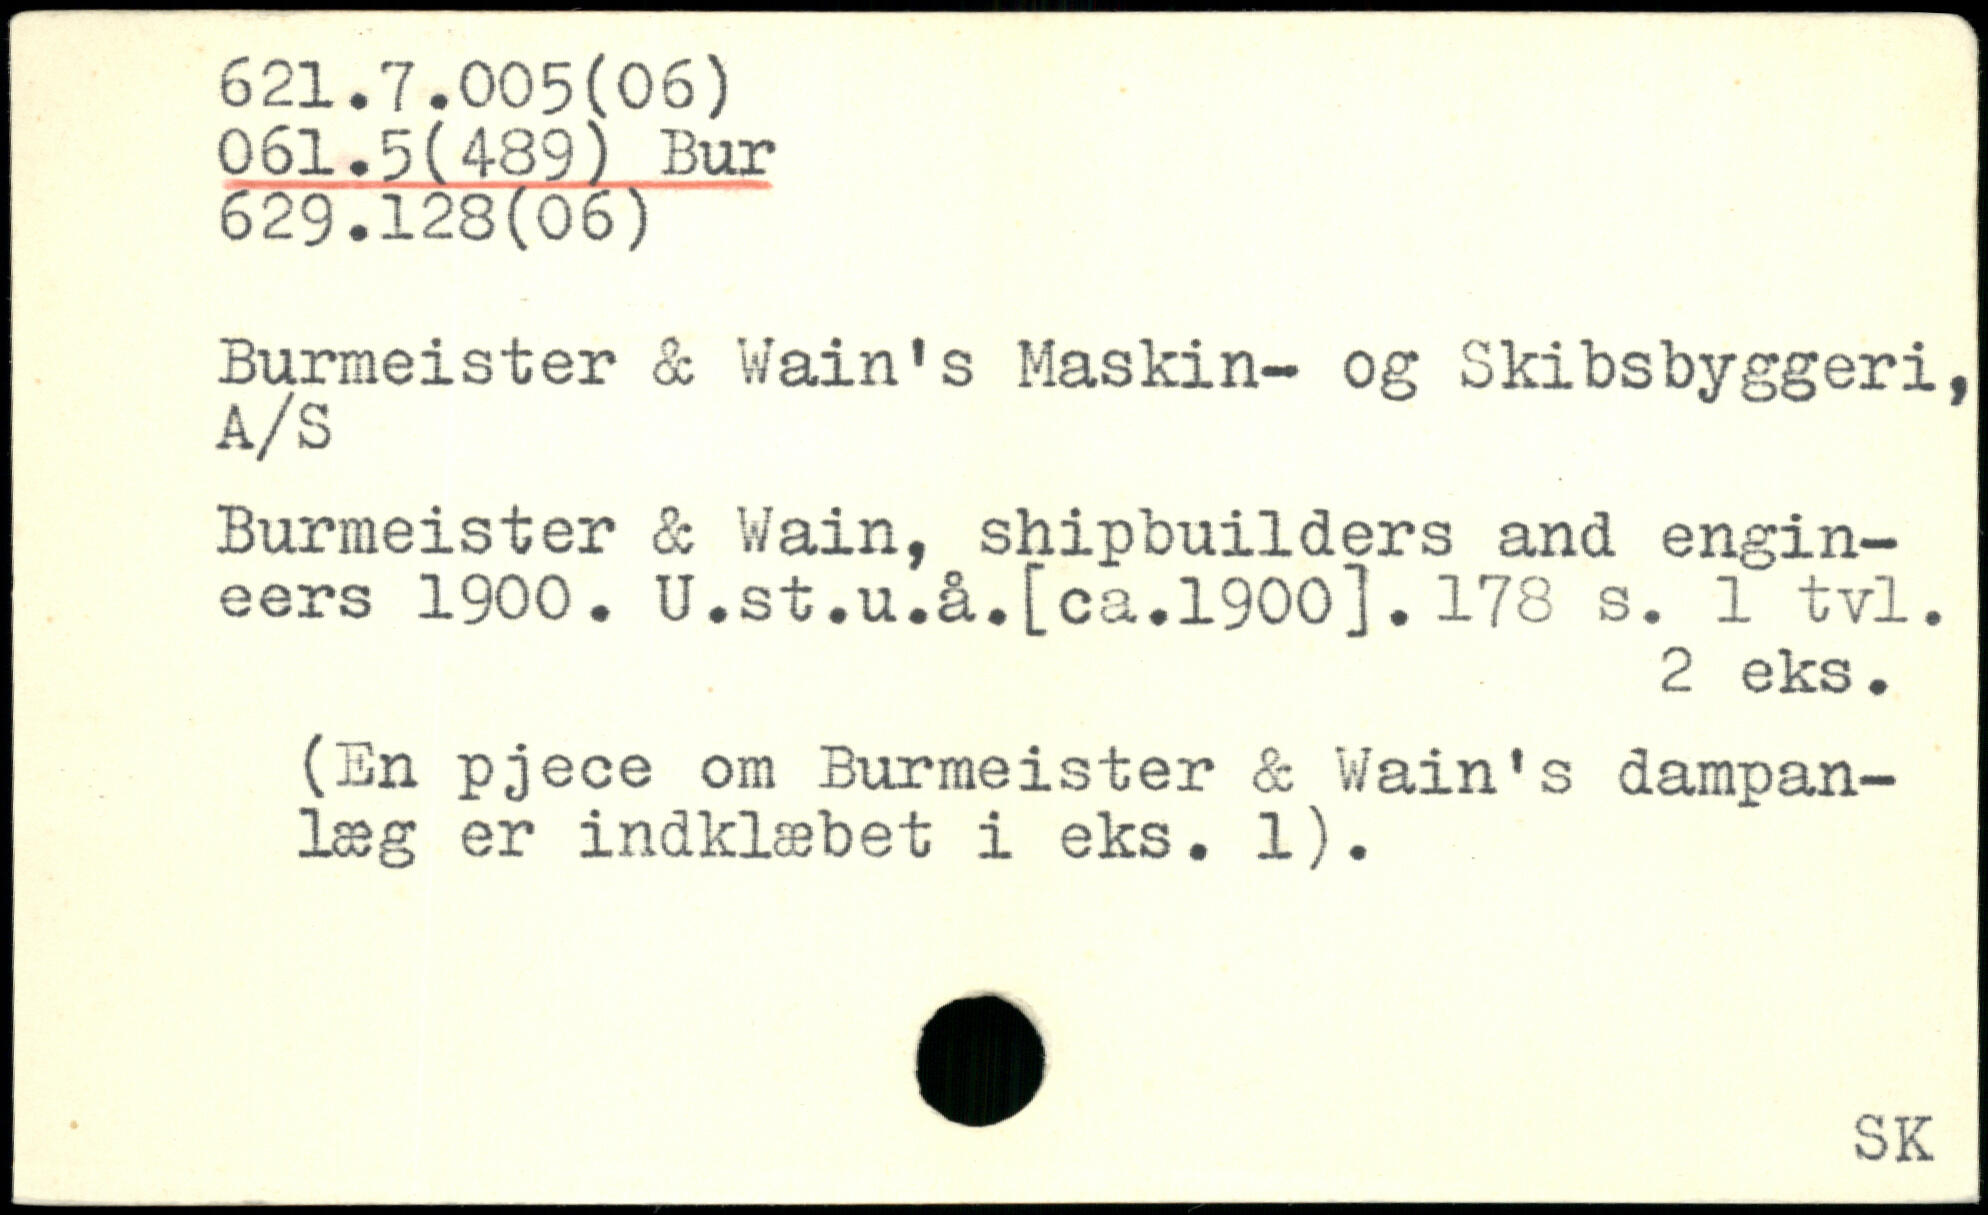 621.7.005(06)
061.5(489) Bur
629.128(06)
Burmeister & Wain's Maskin- og Skibsbyggeri,
A/S
Burmeister & Wain, shipbuilders and engin-
eers 1900. U.st.u.å.[ca.1900]. 178 s. 1 tvl.
2 eks.
(En pjece om Burmeister & Wain's dampan-
læg er indklæbet i eks. 1).
SK